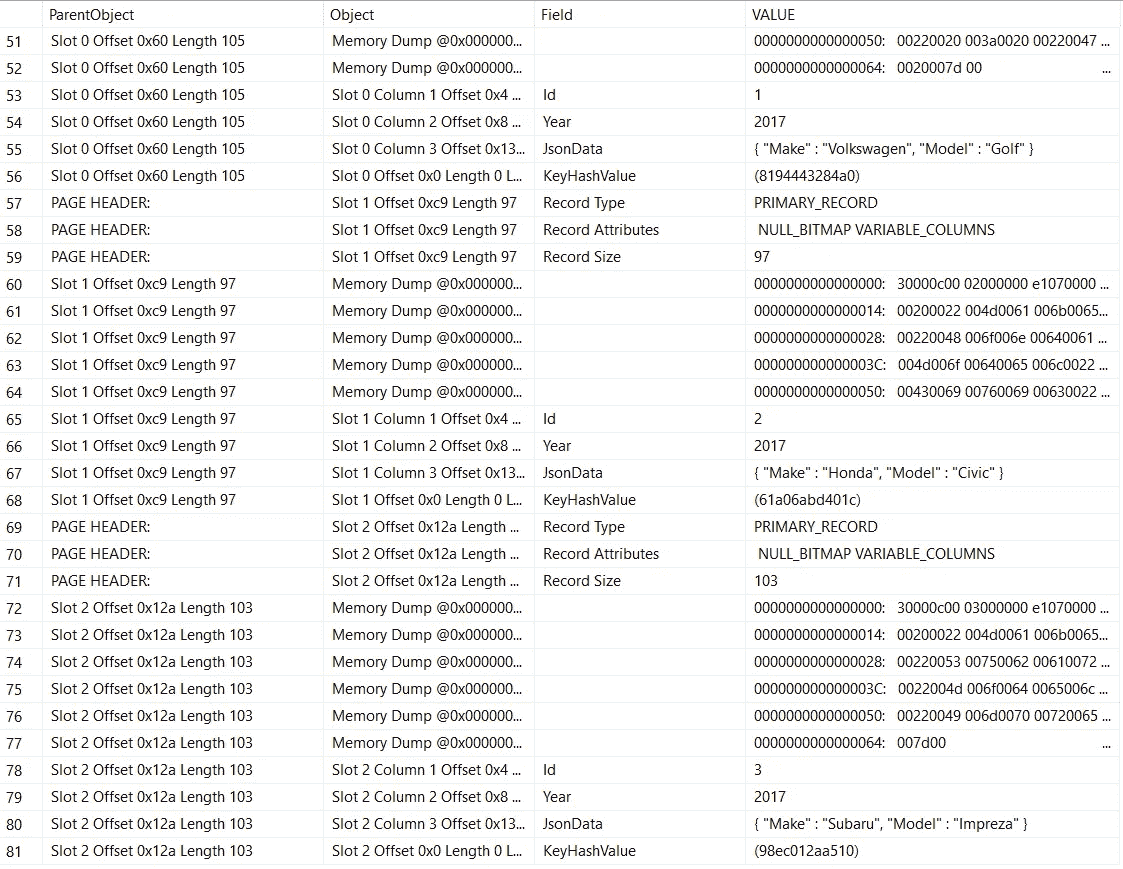 ParentObject Object Field VALUE
51 Slot 0 Offset 0x60 Length 105 Memory Dump @0x000000... 0000000000000050: 00220020 003a0020 00220047 ...
52 Slot 0 Offset 0x60 Length 105 Memory Dump @0x000000... 0000000000000064: 0020007d 00 ...
53 Slot 0 Offset 0x60 Length 105 Slot 0 Column 1 Offset 0x4 ... Id 1
54 Slot 0 Offset 0x60 Length 105 Slot 0 Column 2 Offset 0x8 ... Year 2017
55 Slot 0 Offset 0x60 Length 105 Slot 0 Column 3 Offset 0x13... JsonData { "Make" : "Volkswagen", "Model" : "Golf" }
56 Slot 0 Offset 0x60 Length 105 Slot 0 Offset 0x0 Length 0 L... KeyHashValue (8194443284a0)
57 PAGE HEADER: Slot 1 Offset 0xc9 Length 97 Record Type PRIMARY_RECORD
58 PAGE HEADER: Slot 1 Offset 0xc9 Length 97 Record Attributes NULL_BITMAP VARIABLE_COLUMNS
59 PAGE HEADER: Slot 1 Offset 0xc9 Length 97 Record Size 97
60 Slot 1 Offset 0xc9 Length 97 Memory Dump @0x000000... 0000000000000000: 30000c00 02000000 e1070000 ...
61 Slot 1 Offset 0xc9 Length 97 Memory Dump @0x000000... 0000000000000014: 00200022 004d0061 006b0065...
62 Slot 1 Offset 0xc9 Length 97 Memory Dump @0x000000... 0000000000000028: 00220048 006f006e 00640061 ...
63 Slot 1 Offset 0xc9 Length 97 Memory Dump @0x000000... 000000000000003C: 004d006f 00640065 006c0022 ...
64 Slot 1 Offset 0xc9 Length 97 Memory Dump @0x000000... 0000000000000050: 00430069 00760069 00630022 ...
65 Slot 1 Offset 0xc9 Length 97 Slot 1 Column 1 Offset 0x4 ... Id 2
66 Slot 1 Offset 0xc9 Length 97 Slot 1 Column 2 Offset 0x8 ... Year 2017
67 Slot 1 Offset 0xc9 Length 97 Slot 1 Column 3 Offset 0x13... JsonData { "Make" : "Honda", "Model" : "Civic" }
68 Slot 1 Offset 0xc9 Length 97 Slot 1 Offset 0x0 Length 0 L... KeyHashValue (61a06abd401c)
69 PAGE HEADER: Slot 2 Offset 0x12a Length ... Record Type PRIMARY_RECORD
70 PAGE HEADER: Slot 2 Offset 0x12a Length ... Record Attributes NULL_BITMAP VARIABLE_COLUMNS
71 PAGE HEADER: Slot 2 Offset 0x12a Length ... Record Size 103
72 Slot 2 Offset 0x12a Length 103 Memory Dump @0x000000... 0000000000000000: 30000c00 03000000 e1070000 ...
73 Slot 2 Offset 0x12a Length 103 Memory Dump @0x000000... 0000000000000014: 00200022 004d0061 006b0065...
74 Slot 2 Offset 0x12a Length 103 Memory Dump @0x000000... 0000000000000028: 00220053 00750062 00610072 ...
75 Slot 2 Offset 0x12a Length 103 Memory Dump @0x000000... 000000000000003C: 0022004d 006f0064 0065006c ...
76 Slot 2 Offset 0x12a Length 103 Memory Dump @0x000000... 0000000000000050: 00220049 006d0070 00720065 ...
77 Slot 2 Offset 0x12a Length 103 Memory Dump @0x000000... 0000000000000064: 007d00 ...
78 Slot 2 Offset 0x12a Length 103 Slot 2 Column 1 Offset 0x4 ... Id 3
79 Slot 2 Offset 0x12a Length 103 Slot 2 Column 2 Offset 0x8 ... Year 2017
80 Slot 2 Offset 0x12a Length 103 Slot 2 Column 3 Offset 0x13... JsonData { "Make" : "Subaru", "Model" : "Impreza" }
81 Slot 2 Offset 0x12a Length 103 Slot 2 Offset 0x0 Length 0 L... KeyHashValue (98ec012aa510)